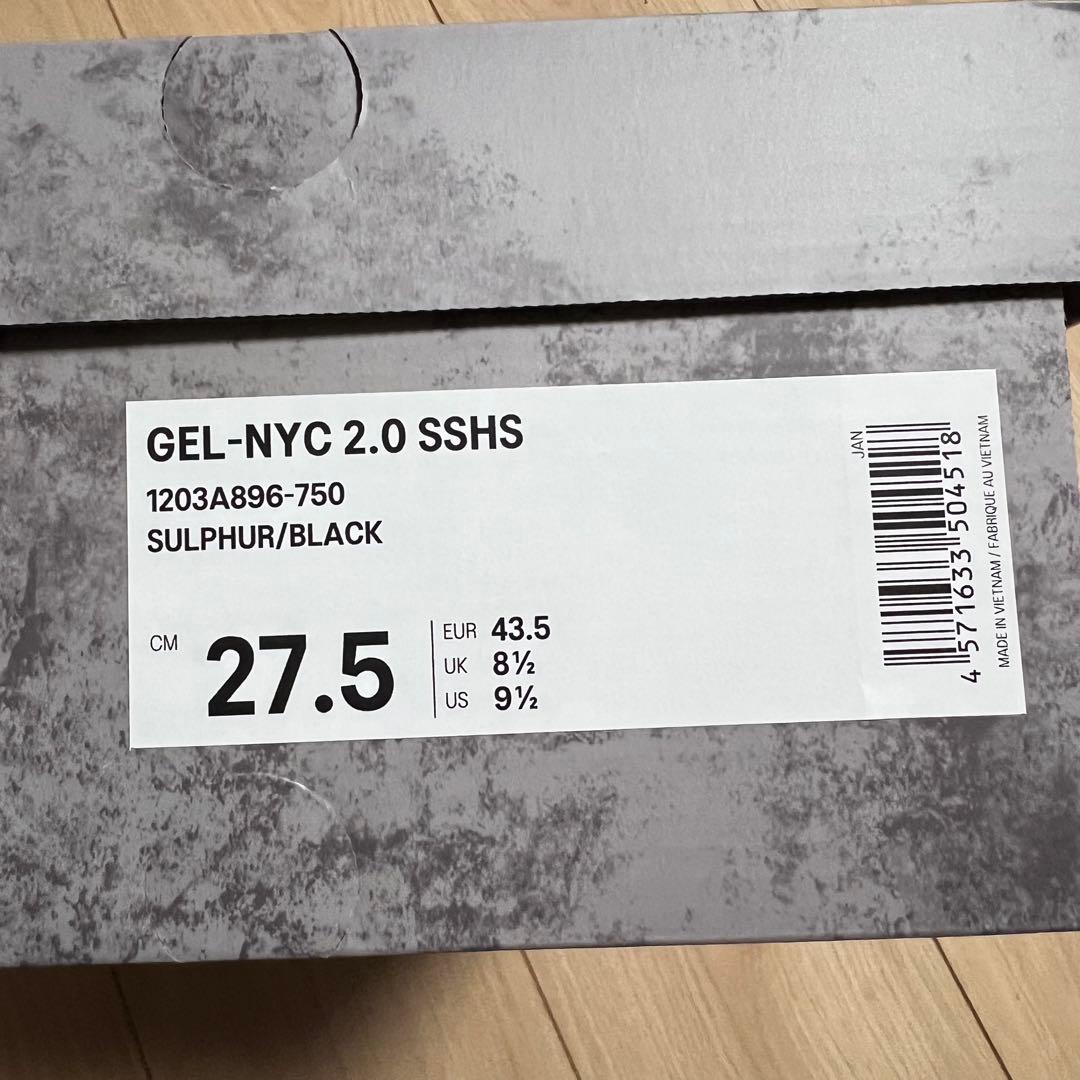 GEL-NYC 2.0 SSHS
1203A896-750
SULPHUR/BLACK
CM 27.5
EUR 43.5
UK 8½
US 9½
JAN
4 571633 504518
MADE IN VIETNAM / FABRIQUE AU VIETNAM